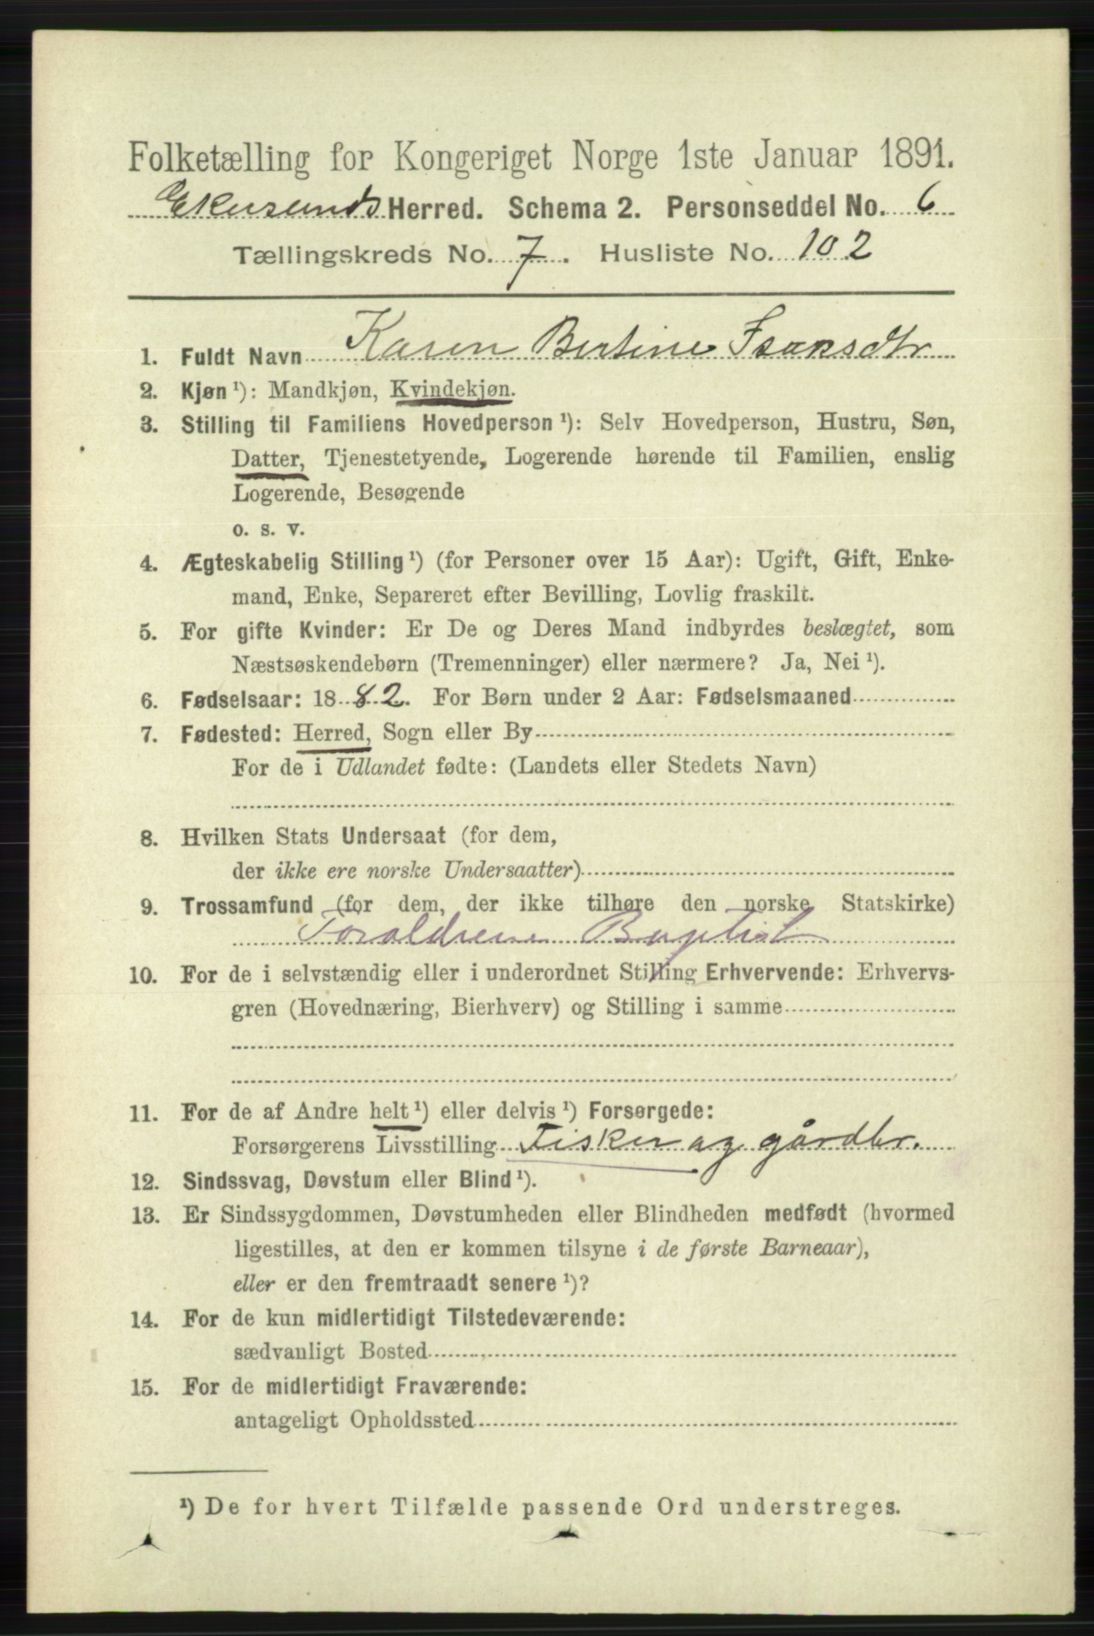 Folketælling for Kongeriget Norge 1ste Januar 1891.
Ekersunds Herred. Schema 2. Personseddel No. 6
Tællingskreds No. 7. Husliste No. 102
1. Fuldt Navn Karen Bertine Isaksdtr
2. Kjøn ¹): Mandkjøn, Kvindekjøn.
3. Stilling til Familiens Hovedperson ¹): Selv Hovedperson, Hustru, Søn,
Datter, Tjenestetyende, Logerende hørende til Familien, enslig
Logerende, Besøgende
o. s. v.
4. Ægteskabelig Stilling ¹) (for Personer over 15 Aar): Ugift, Gift, Enke-
mand, Enke, Separeret efter Bevilling, Lovlig fraskilt.
5. For gifte Kvinder: Er De og Deres Mand indbyrdes beslægtet, som
Næstsøskendebørn (Tremenninger) eller nærmere? Ja, Nei ¹).
6. Fødselsaar: 1882. For Børn under 2 Aar: Fødselsmaaned
7. Fødested: Herred, Sogn eller By
For de i Udlandet fødte: (Landets eller Stedets Navn)
8. Hvilken Stats Undersaat (for dem,
der ikke ere norske Undersaatter)
9. Trossamfund (for dem, der ikke tilhøre den norske Statskirke)
Foraldrene Baptist
10. For de i selvstændig eller i underordnet Stilling Erhvervende: Erhvervs-
gren (Hovednæring, Bierhverv) og Stilling i samme
11. For de af Andre helt ¹) eller delvis ¹) Forsørgede:
Forsørgerens Livsstilling Fisker og gårdbr.
12. Sindssvag, Døvstum eller Blind ¹).
13. Er Sindssygdommen, Døvstumheden eller Blindheden medfødt (hvormed
ligestilles, at den er kommen tilsyne i de første Barneaar),
eller er den fremtraadt senere ¹)?
14. For de kun midlertidigt Tilstedeværende:
sædvanligt Bosted
15. For de midlertidigt Fraværende:
antageligt Opholdssted
¹) De for hvert Tilfælde passende Ord understreges.